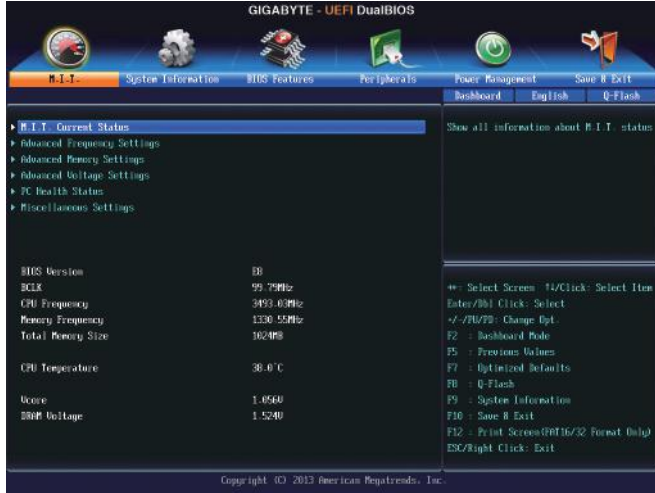 GIGABYTE - UEFI DualBIOS
M.I.T. System Information BIOS Features Peripherals Power Management Save & Exit
Dashboard English Q-Flash
M.I.T. Current Status
Advanced Frequency Settings
Advanced Memory Settings
Advanced Voltage Settings
PC Health Status
Miscellaneous Settings
Show all information about M.I.T. status
BIOS Version E8
BCLK 99.79MHz
CPU Frequency 3493.03MHz
Memory Frequency 1330.55MHz
Total Memory Size 1024MB
CPU Temperature 38.0°C
Vcore 1.056V
DRAM Voltage 1.524V
↔: Select Screen ↑↓/Click: Select Item
Enter/Dbl Click: Select
+/-/PU/PD: Change Opt.
F2 : Dashboard Mode
F5 : Previous Values
F7 : Optimized Defaults
F8 : Q-Flash
F9 : System Information
F10 : Save & Exit
F12 : Print Screen(FAT16/32 Format Only)
ESC/Right Click: Exit
Copyright (C) 2013 American Megatrends, Inc.